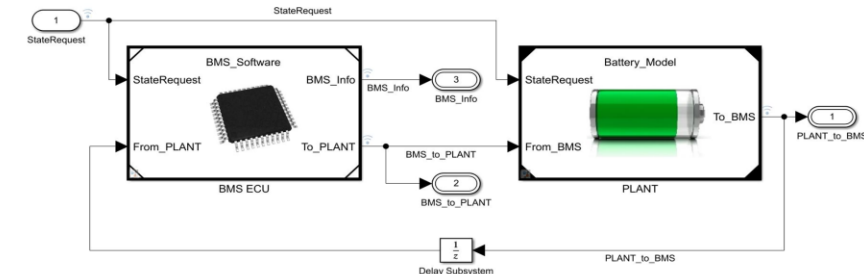 StateRequest
1
StateRequest
BMS_Software
StateRequest
BMS_Info
From_PLANT
To_PLANT
BMS ECU
BMS_Info
3
BMS_Info
BMS_to_PLANT
2
BMS_to_PLANT
Battery_Model
StateRequest
To_BMS
From_BMS
PLANT
1
PLANT_to_BMS
1
z
Delay Subsystem
PLANT_to_BMS